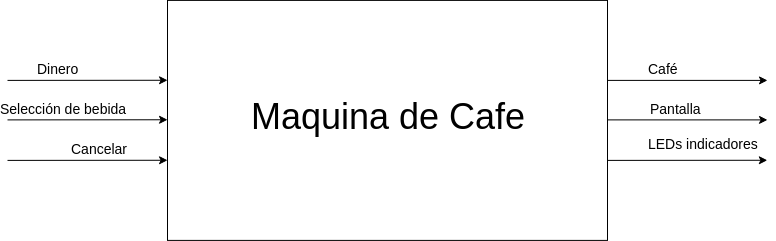 Dinero
Selección de bebida
Cancelar
Maquina de Cafe
Café
Pantalla
LEDs indicadores